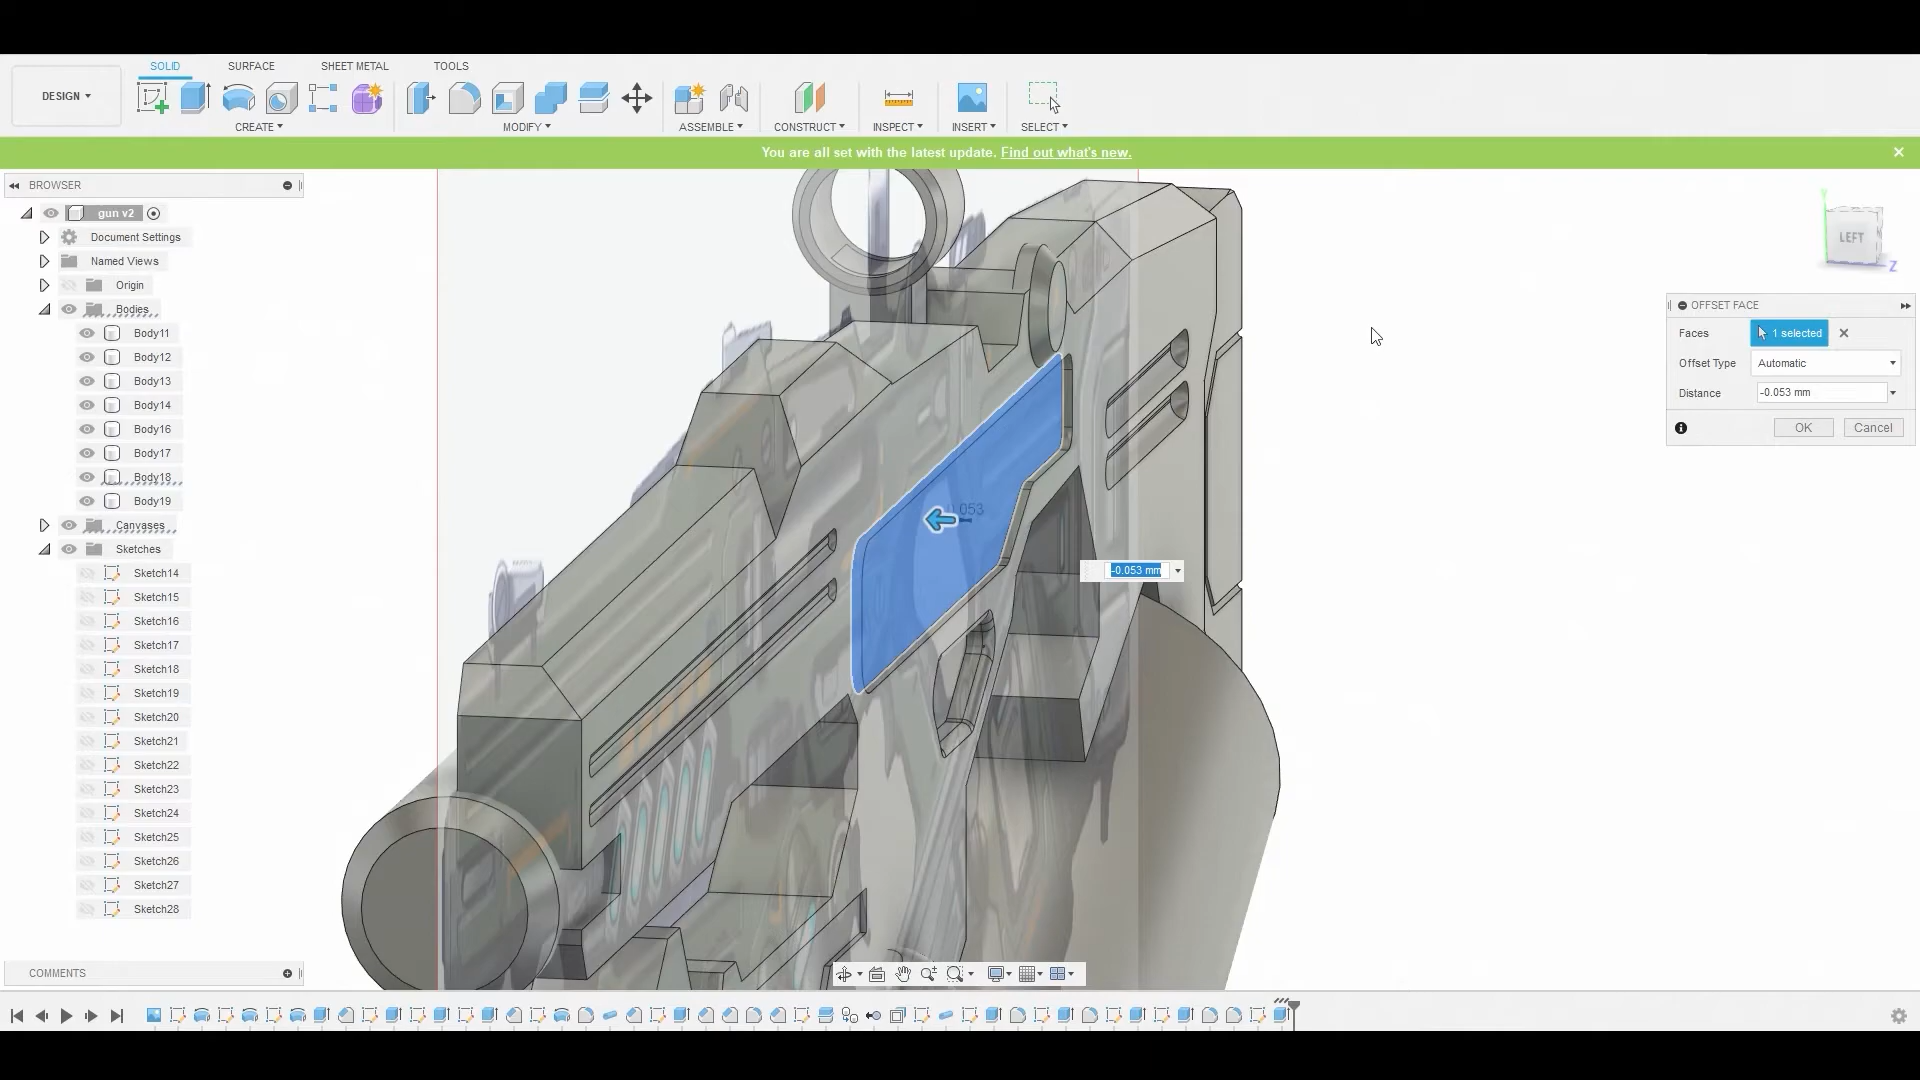 SOLID SURFACE SHEET METAL TOOLS
DESIGN
CREATE MODIFY ASSEMBLE CONSTRUCT INSPECT INSERT SELECT
You are all set with the latest update. Find out what's new.
BROWSER
gun v2
Document Settings
Named Views
Origin
Bodies
Body11
Body12
Body13
Body14
Body16
Body17
Body18
Body19
Canvases
Sketches
Sketch14
Sketch15
Sketch16
Sketch17
Sketch18
Sketch19
Sketch20
Sketch21
Sketch22
Sketch23
Sketch24
Sketch25
Sketch26
Sketch27
Sketch28
COMMENTS
-0.053 mm
Y
LEFT
Z
OFFSET FACE
Faces 1 selected
Offset Type Automatic
Distance -0.053 mm
OK Cancel